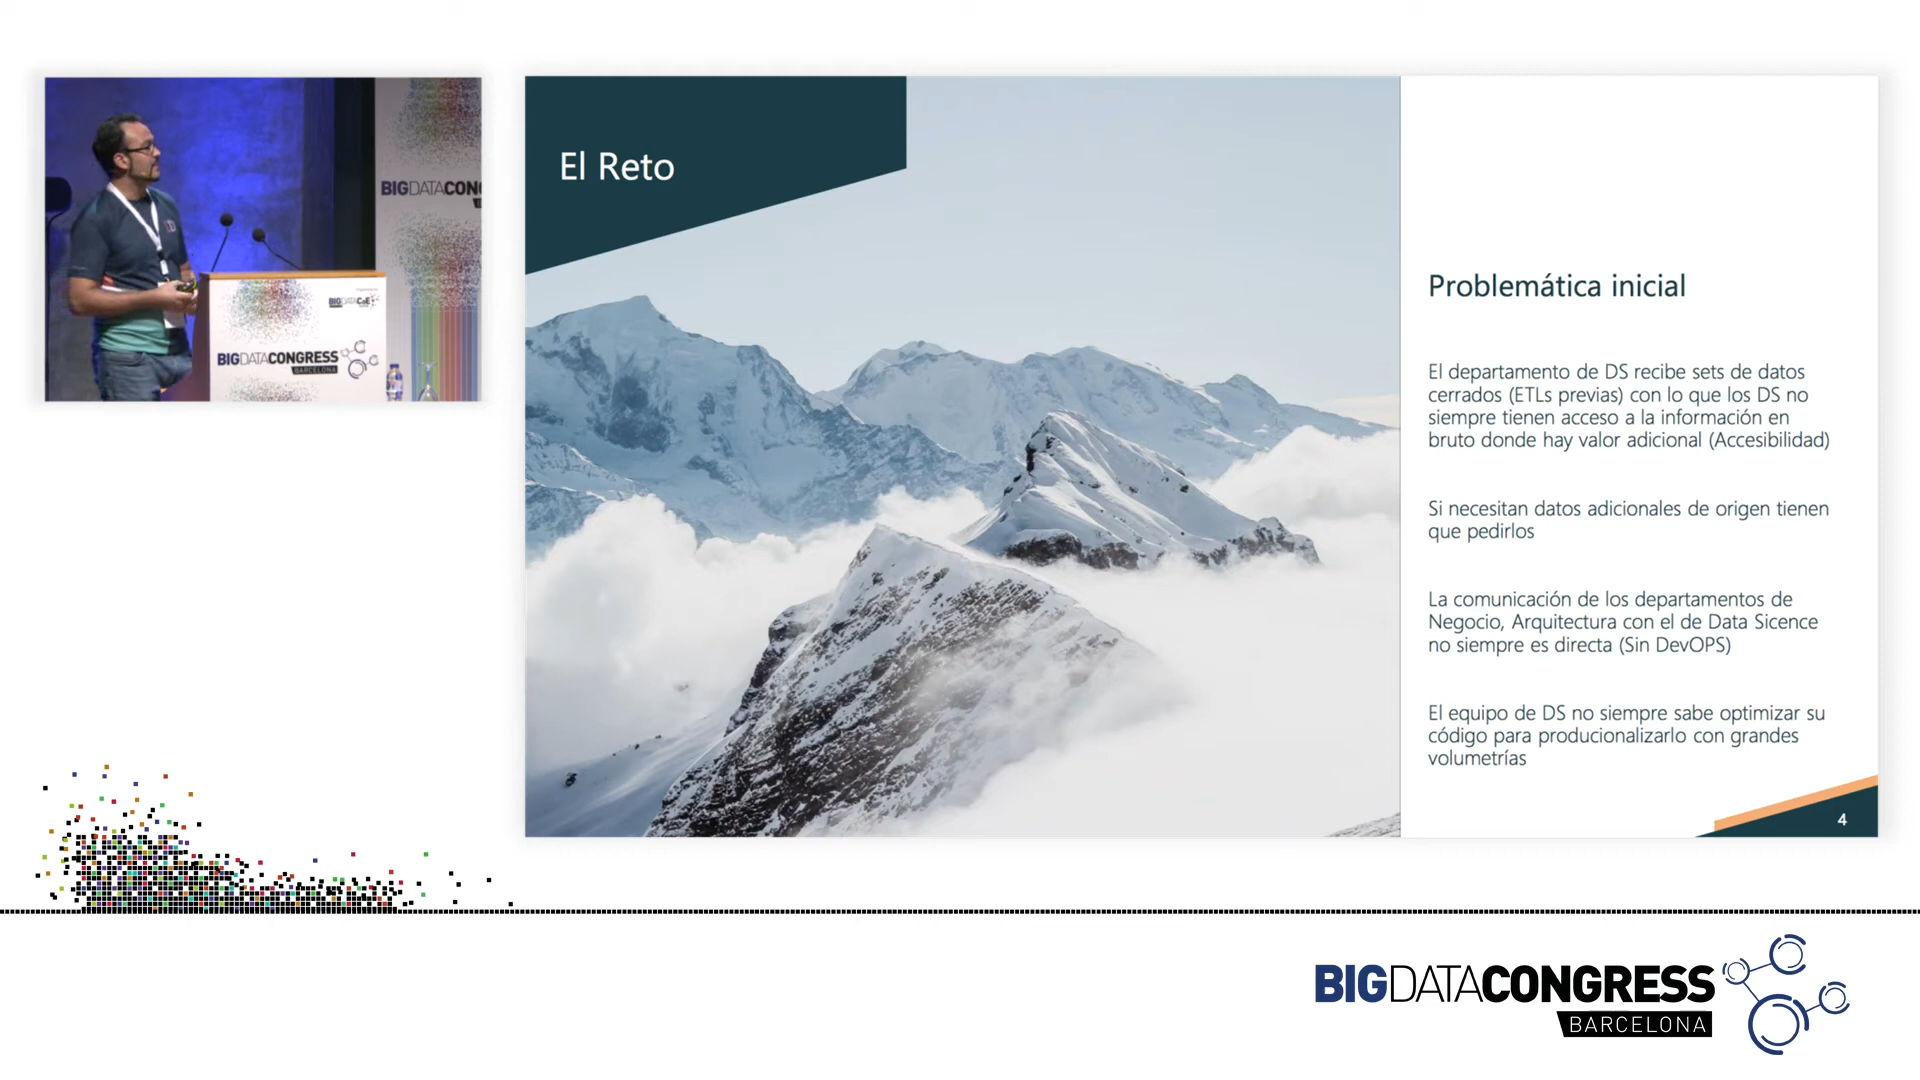 BIGDATACONG
BIGDATACoE
BIGDATACONGRESS
BARCELONA
El Reto
Problemática inicial
El departamento de DS recibe sets de datos
cerrados (ETLs previas) con lo que los DS no
siempre tienen acceso a la información en
bruto donde hay valor adicional (Accesibilidad)
Si necesitan datos adicionales de origen tienen
que pedirlos
La comunicación de los departamentos de
Negocio, Arquitectura con el de Data Sicence
no siempre es directa (Sin DevOPS)
El equipo de DS no siempre sabe optimizar su
código para producionalizarlo con grandes
volumetrías
4
BIGDATACONGRESS
BARCELONA